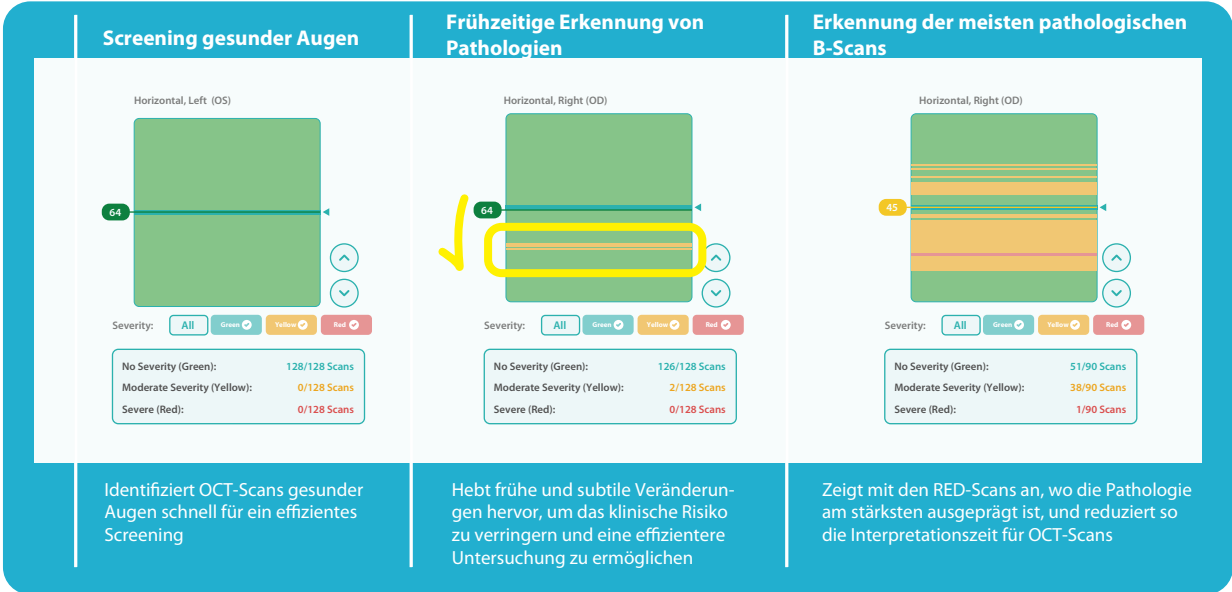 Screening gesunder Augen
Frühzeitige Erkennung von
Pathologien
Erkennung der meisten pathologischen
B-Scans
Horizontal, Left (OS)
64
Severity:
All
Green
Yellow
Red
No Severity (Green): 128/128 Scans
Moderate Severity (Yellow): 0/128 Scans
Severe (Red): 0/128 Scans
Horizontal, Right (OD)
64
Severity:
All
Green
Yellow
Red
No Severity (Green): 126/128 Scans
Moderate Severity (Yellow): 2/128 Scans
Severe (Red): 0/128 Scans
Horizontal, Right (OD)
45
Severity:
All
Green
Yellow
Red
No Severity (Green): 51/90 Scans
Moderate Severity (Yellow): 38/90 Scans
Severe (Red): 1/90 Scans
Identifiziert OCT-Scans gesunder
Augen schnell für ein effizientes
Screening
Hebt frühe und subtile Veränderun-
gen hervor, um das klinische Risiko
zu verringern und eine effizientere
Untersuchung zu ermöglichen
Zeigt mit den RED-Scans an, wo die Pathologie
am stärksten ausgeprägt ist, und reduziert so
die Interpretationszeit für OCT-Scans